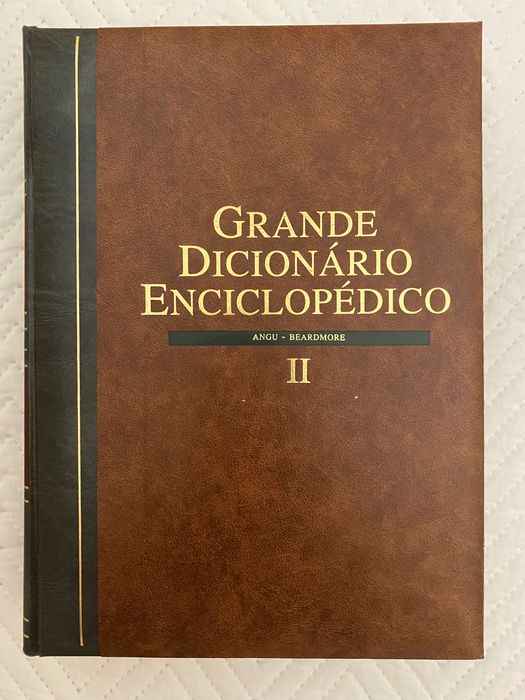 GRANDE
DICIONÁRIO
ENCICLOPÉDICO
ANGU - BEARDMORE
II